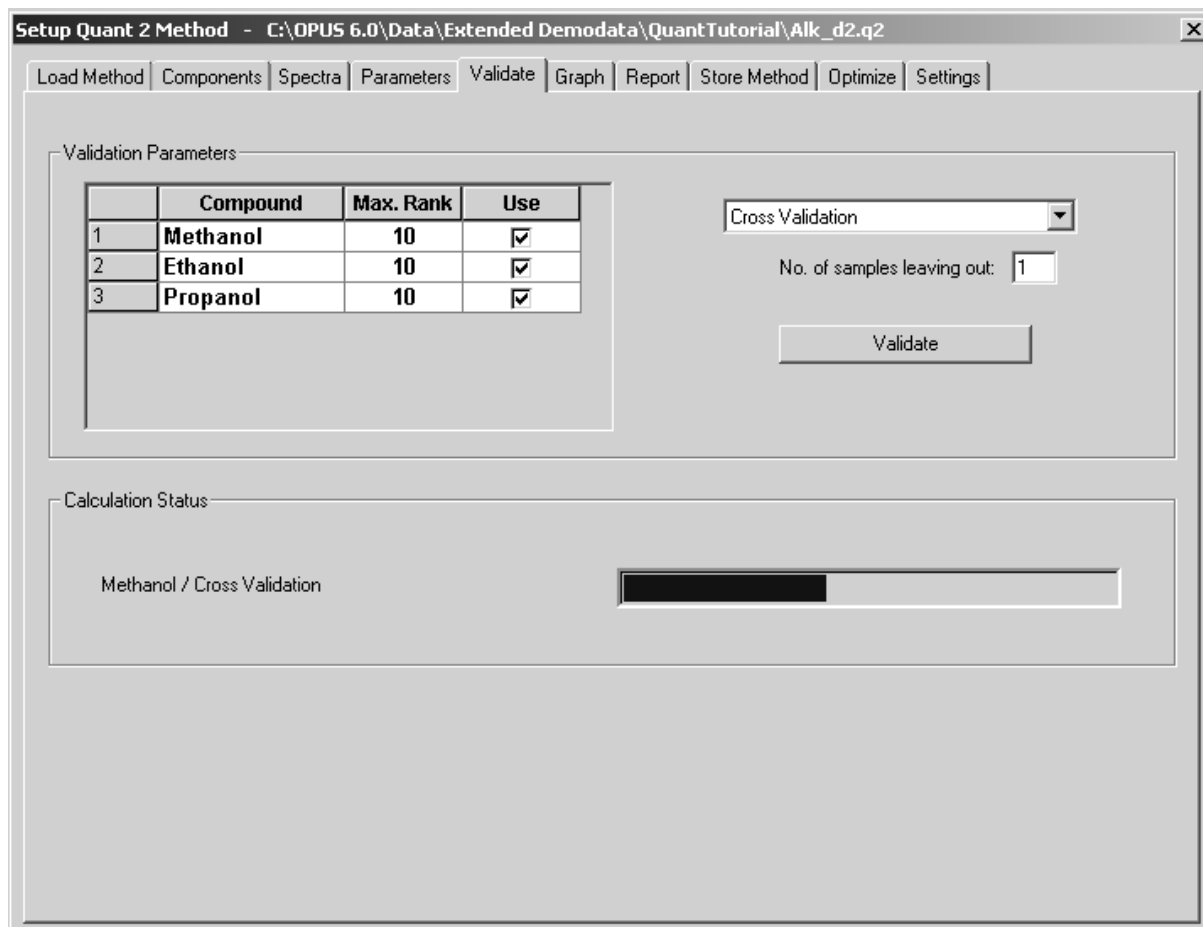 Setup Quant 2 Method - C:\OPUS 6.0\Data\Extended Demodata\QuantTutorial\Alk_d2.q2
Load Method Components Spectra Parameters Validate Graph Report Store Method Optimize Settings
Validation Parameters
Compound Max. Rank Use
1 Methanol 10
2 Ethanol 10
3 Propanol 10
Cross Validation
No. of samples leaving out: 1
Validate
Calculation Status
Methanol / Cross Validation